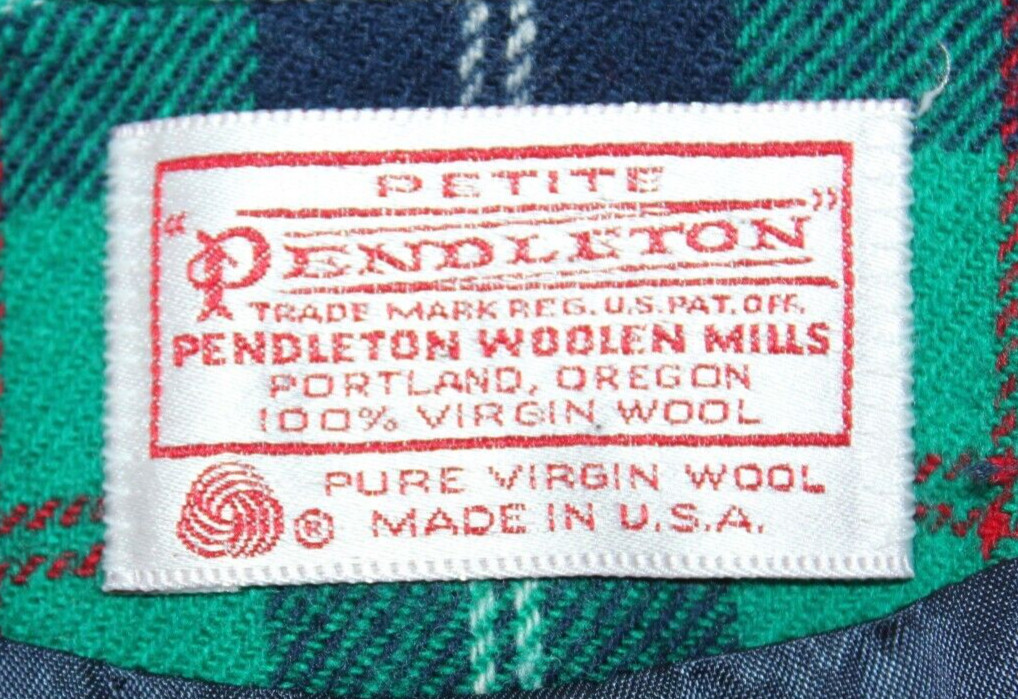 PETITE
"PENDLETON"
TRADE MARK REG. U.S. PAT. OFF.
PENDLETON WOOLEN MILLS
PORTLAND, OREGON
100% VIRGIN WOOL
PURE VIRGIN WOOL
® MADE IN U.S.A.